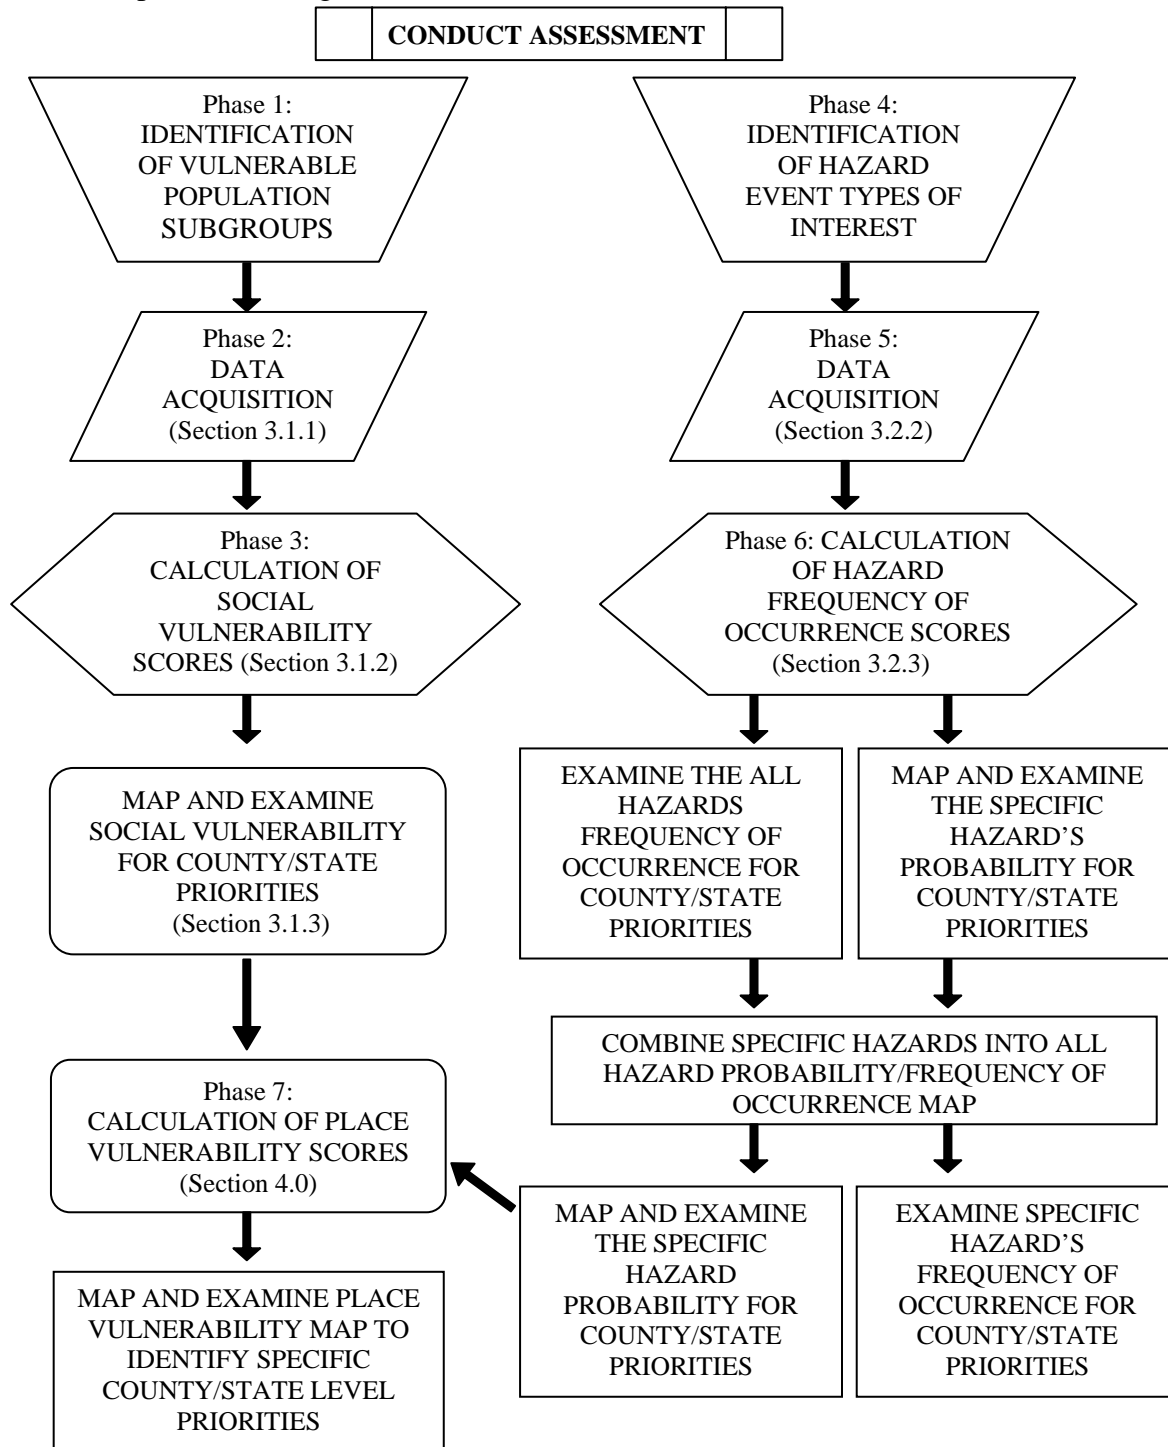 CONDUCT ASSESSMENT
Phase 1:
IDENTIFICATION
OF VULNERABLE
POPULATION
SUBGROUPS
Phase 4:
IDENTIFICATION
OF HAZARD
EVENT TYPES OF
INTEREST
Phase 2:
DATA
ACQUISITION
(Section 3.1.1)
Phase 5:
DATA
ACQUISITION
(Section 3.2.2)
Phase 3:
CALCULATION OF
SOCIAL
VULNERABILITY
SCORES (Section 3.1.2)
Phase 6: CALCULATION
OF HAZARD
FREQUENCY OF
OCCURRENCE SCORES
(Section 3.2.3)
MAP AND EXAMINE
SOCIAL VULNERABILITY
FOR COUNTY/STATE
PRIORITIES
(Section 3.1.3)
EXAMINE THE ALL
HAZARDS
FREQUENCY OF
OCCURRENCE FOR
COUNTY/STATE
PRIORITIES
MAP AND EXAMINE
THE SPECIFIC
HAZARD’S
PROBABILITY FOR
COUNTY/STATE
PRIORITIES
COMBINE SPECIFIC HAZARDS INTO ALL
HAZARD PROBABILITY/FREQUENCY OF
OCCURRENCE MAP
Phase 7:
CALCULATION OF PLACE
VULNERABILITY SCORES
(Section 4.0)
MAP AND EXAMINE
THE SPECIFIC
HAZARD
PROBABILITY FOR
COUNTY/STATE
PRIORITIES
EXAMINE SPECIFIC
HAZARD’S
FREQUENCY OF
OCCURRENCE FOR
COUNTY/STATE
PRIORITIES
MAP AND EXAMINE PLACE
VULNERABILITY MAP TO
IDENTIFY SPECIFIC
COUNTY/STATE LEVEL
PRIORITIES